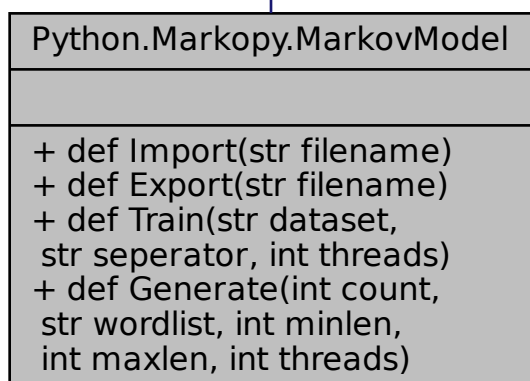 Python.Markopy.MarkovModel
+ def Import(str filename)
+ def Export(str filename)
+ def Train(str dataset,
str seperator, int threads)
+ def Generate(int count,
str wordlist, int minlen,
int maxlen, int threads)